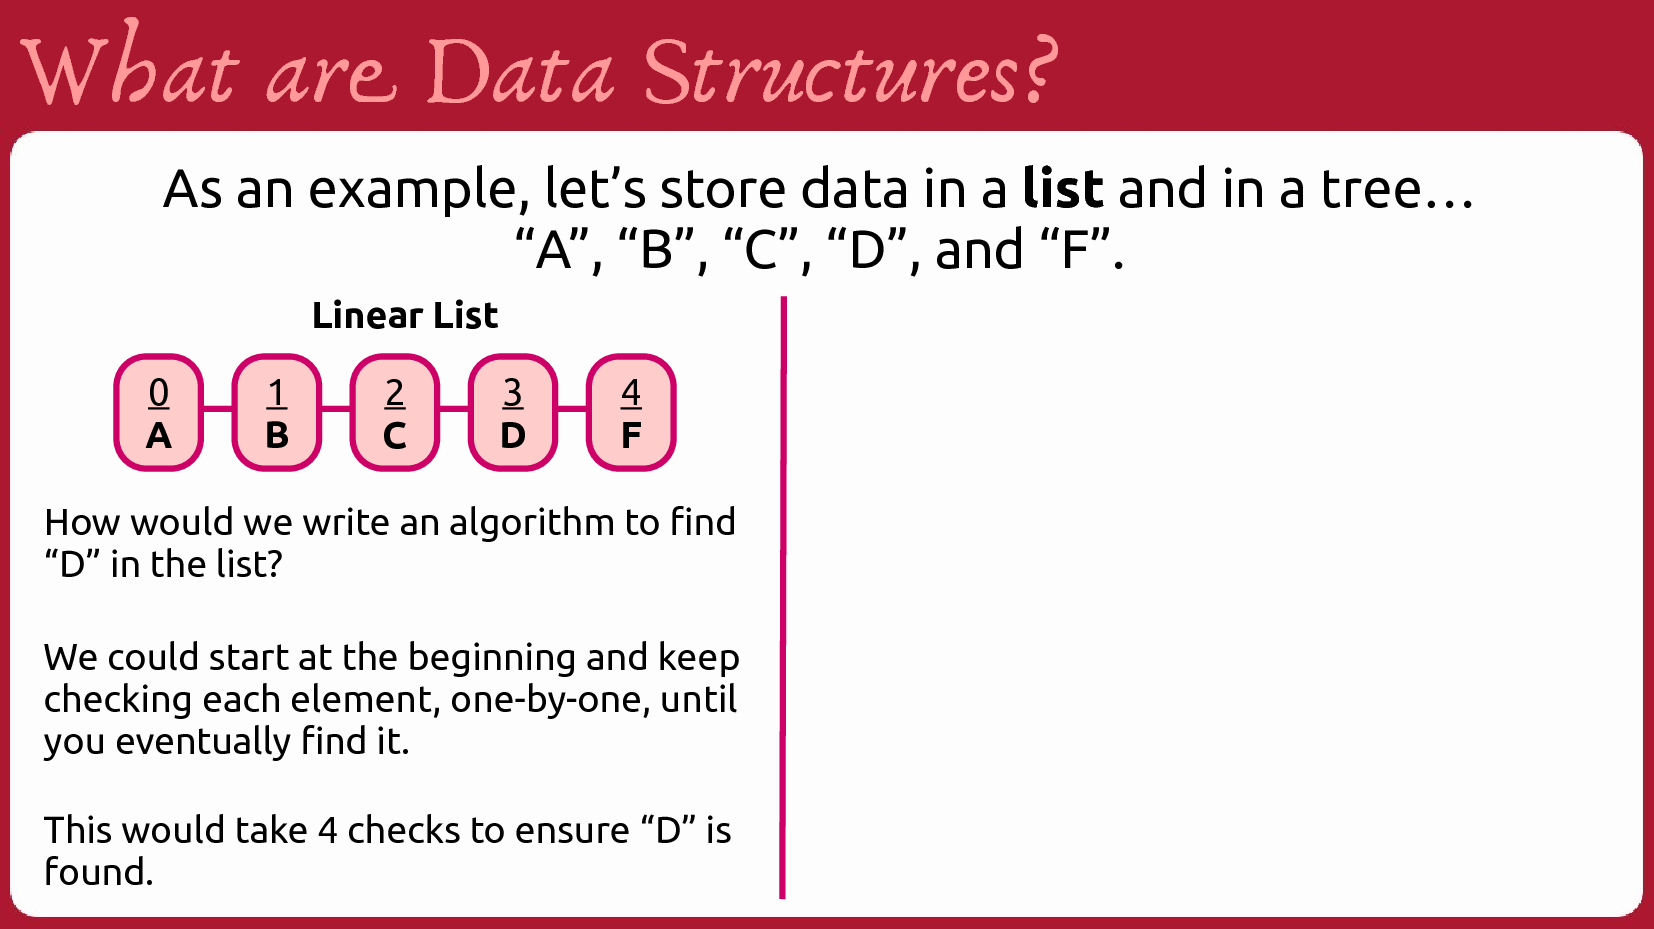 What are Data Structures?
As an example, let’s store data in a list and in a tree…
“A”, “B”, “C”, “D”, and “F”.
Linear List
0 1 2 3 4
A B C D F
How would we write an algorithm to find
“D” in the list?
We could start at the beginning and keep
checking each element, one-by-one, until
you eventually find it.
This would take 4 checks to ensure “D” is
found.